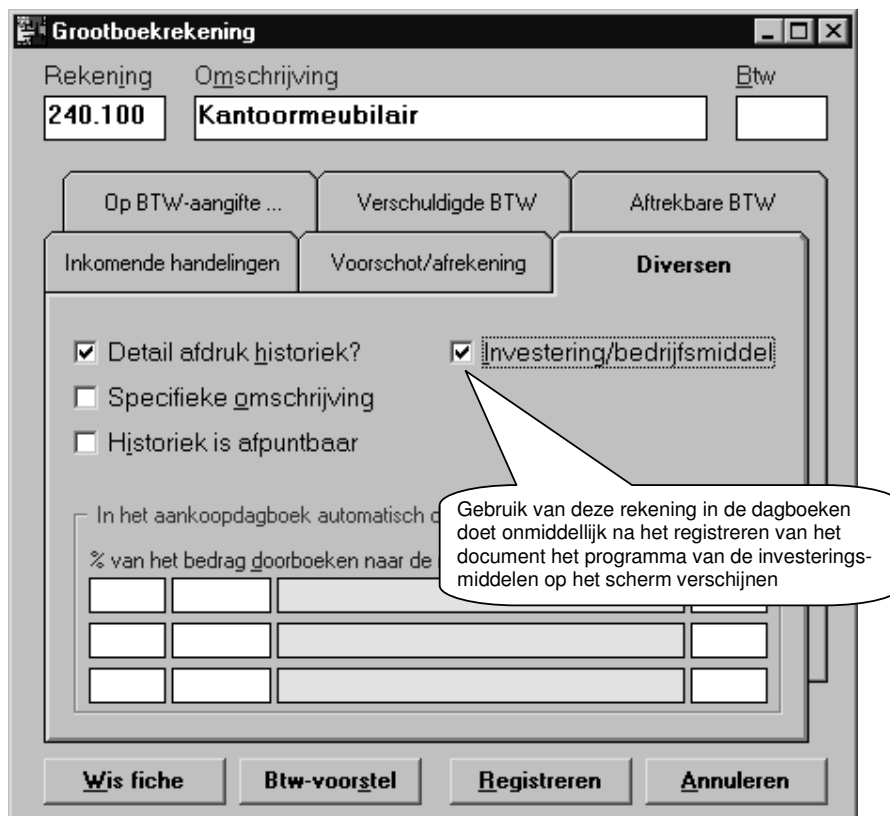 Grootboekrekening
Rekening Omschrijving Btw
240.100 Kantoormeubilair
Op BTW-aangifte ... Verschuldigde BTW Aftrekbare BTW
Inkomende handelingen Voorschot/afrekening Diversen
Detail afdruk historiek? Investering/bedrijfsmiddel
Specifieke omschrijving
Historiek is afpuntbaar
Gebruik van deze rekening in de dagboeken
doet onmiddellijk na het registreren van het
document het programma van de investerings-
middelen op het scherm verschijnen
In het aankoopdagboek automatisch
% van het bedrag doorboeken naar de
Wis fiche Btw-voorstel Registreren Annuleren